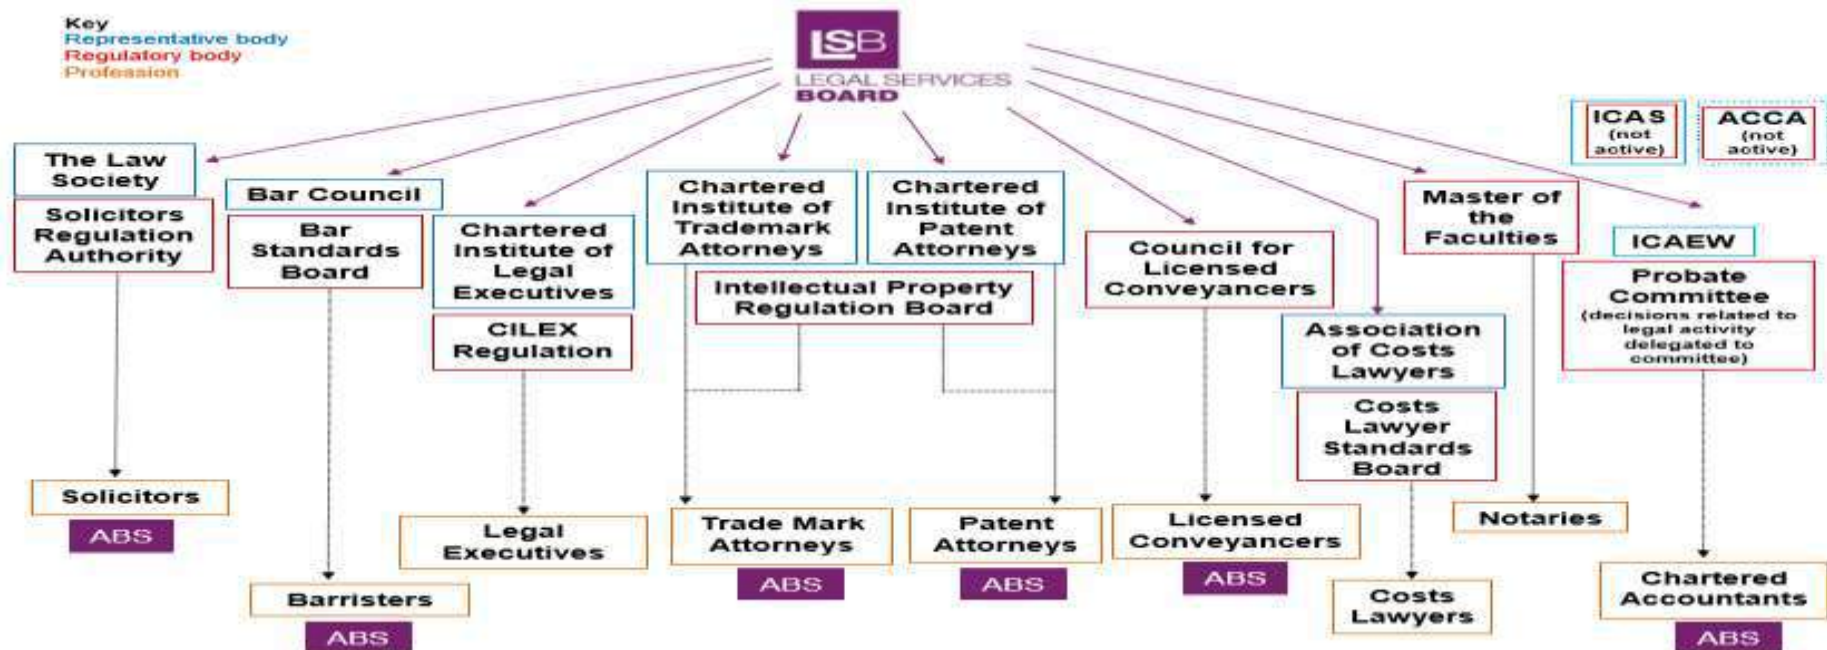 Key
Representative body
Regulatory body
Profession
LSB
LEGAL SERVICES
BOARD
ICAS
(not
active)
ACCA
(not
active)
The Law
Society
Solicitors
Regulation
Authority
Solicitors
ABS
Bar Council
Bar
Standards
Board
Barristers
ABS
Chartered
Institute of
Legal
Executives
CILEX
Regulation
Legal
Executives
Chartered
Institute of
Trademark
Attorneys
Chartered
Institute of
Patent
Attorneys
Intellectual Property
Regulation Board
Trade Mark
Attorneys
ABS
Patent
Attorneys
ABS
Council for
Licensed
Conveyancers
Licensed
Conveyancers
ABS
Association
of Costs
Lawyers
Costs
Lawyer
Standards
Board
Costs
Lawyers
Master of
the
Faculties
Notaries
ICAEW
Probate
Committee
(decisions related to
legal activity
delegated to
committee)
Chartered
Accountants
ABS